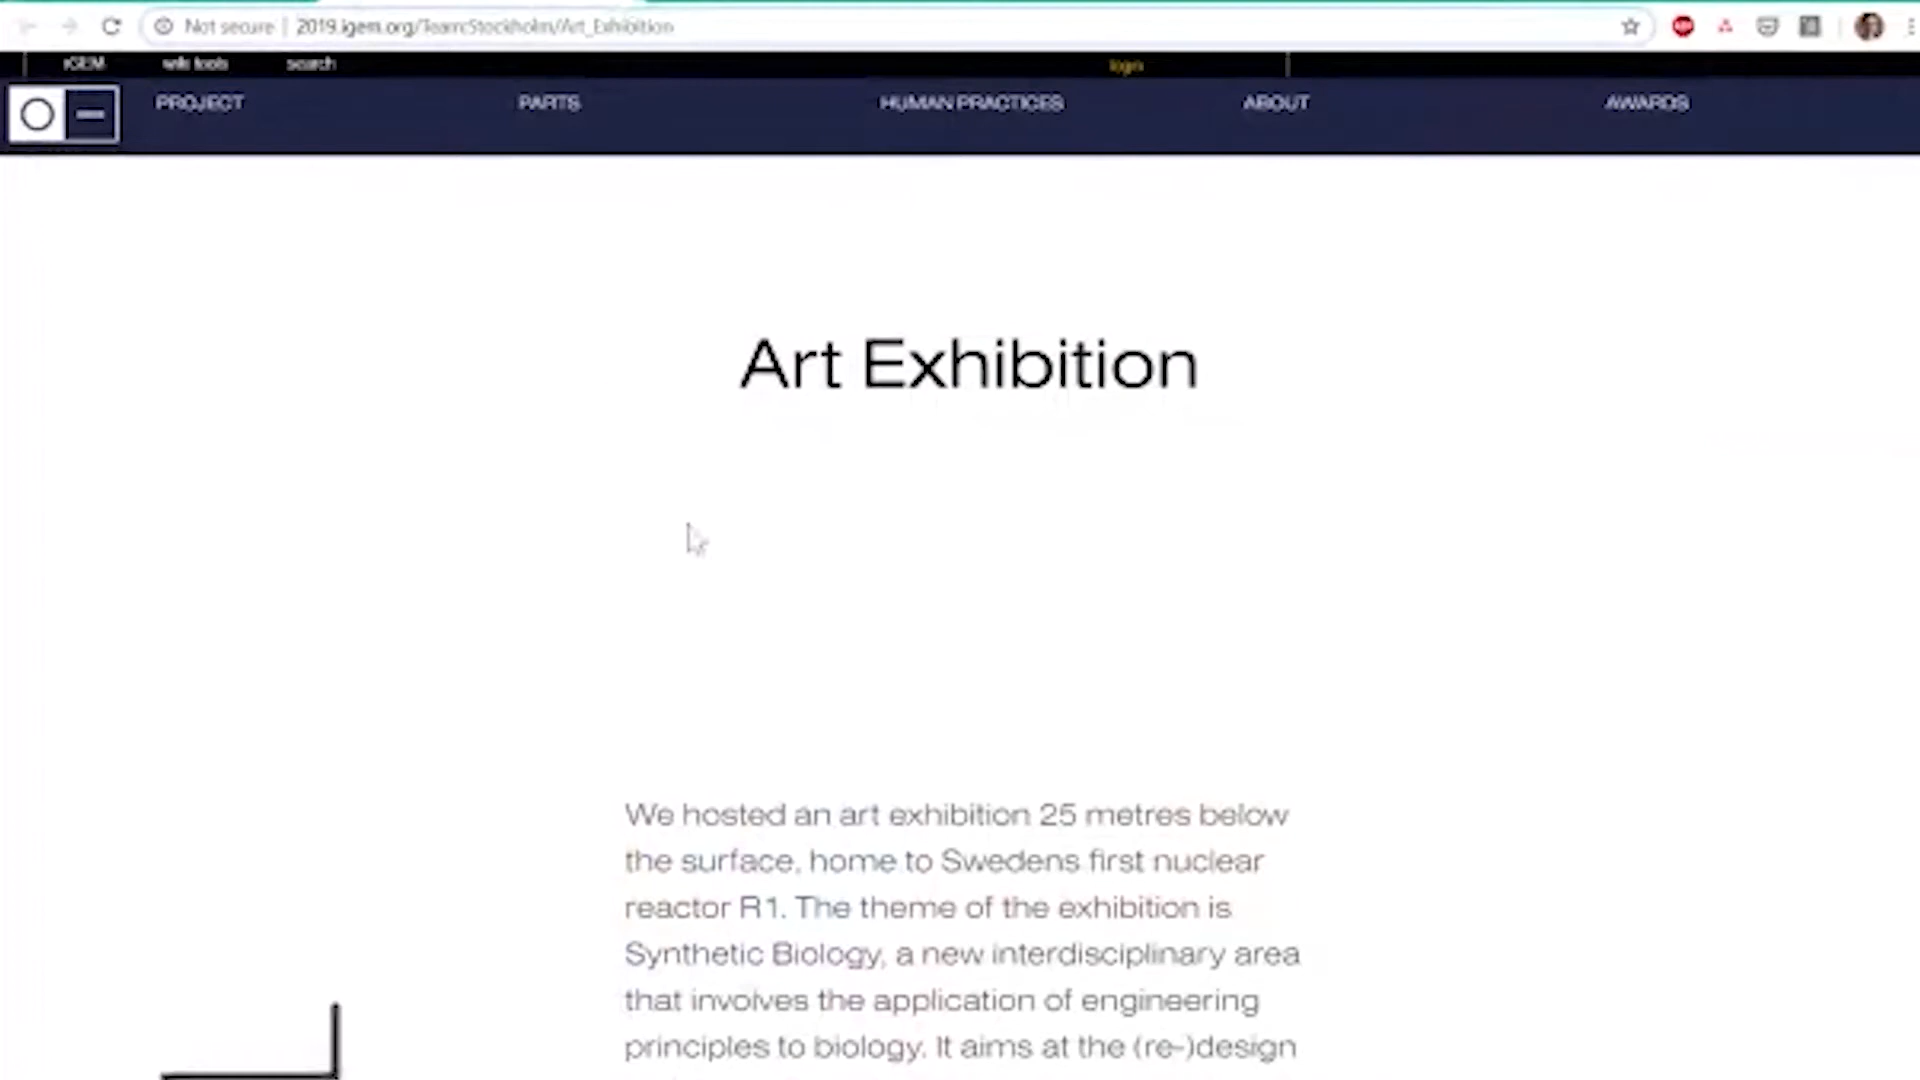 Not secure | 2019.igem.org/Team:Stockholm/Art_Exhibition
iGEM wiki tools search login
PROJECT PARTS HUMAN PRACTICES ABOUT AWARDS
Art Exhibition
We hosted an art exhibition 25 metres below
the surface, home to Swedens first nuclear
reactor R1. The theme of the exhibition is
Synthetic Biology, a new interdisciplinary area
that involves the application of engineering
principles to biology. It aims at the (re-)design